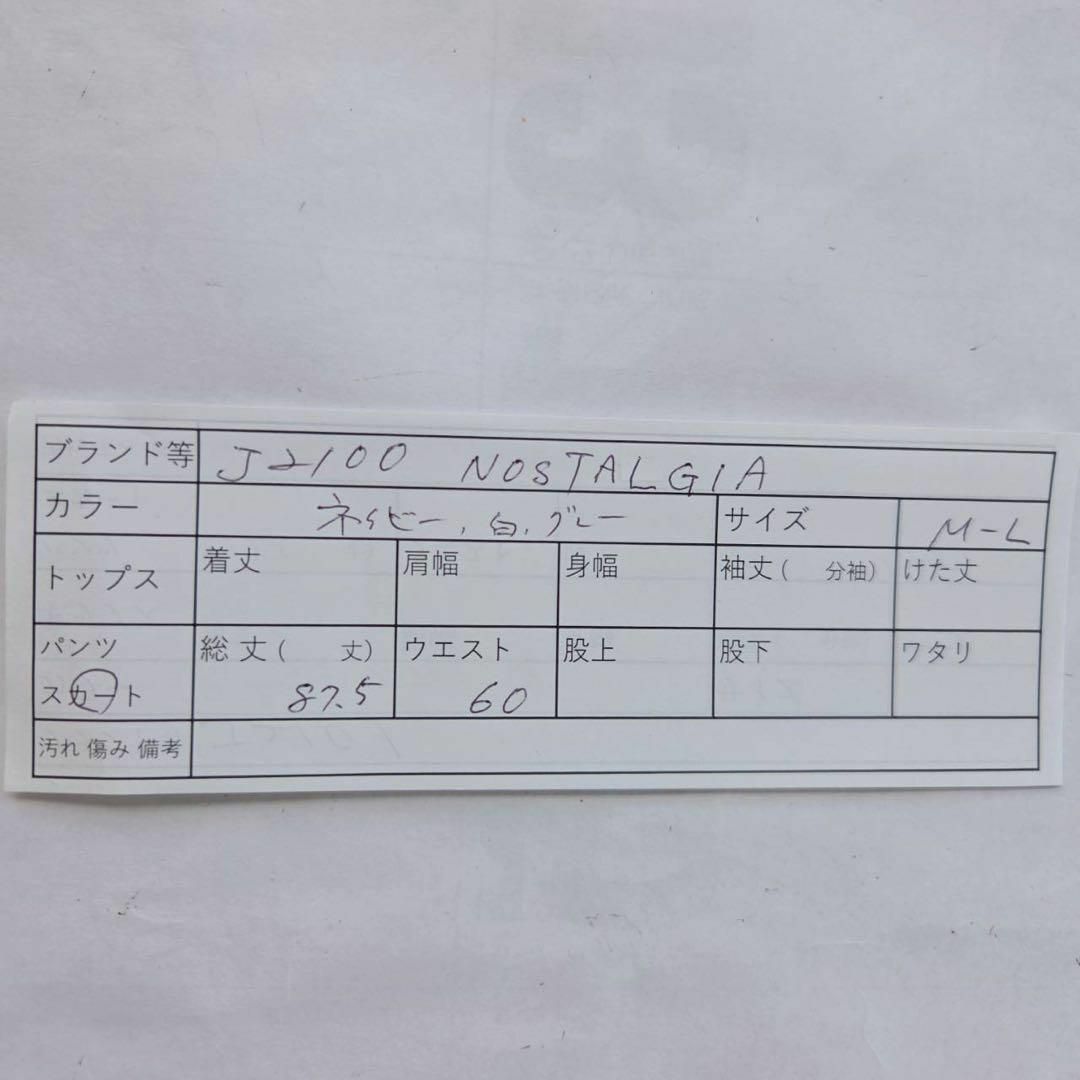 ブランド等 J2100 NOSTALGIA
カラー ネイビー,白,グレー サイズ M-L
トップス 着丈 肩幅 身幅 袖丈( 分袖) けた丈
パンツ 総丈( 丈) ウエスト 股上 股下 ワタリ
スカート 87.5 60
汚れ 傷み 備考